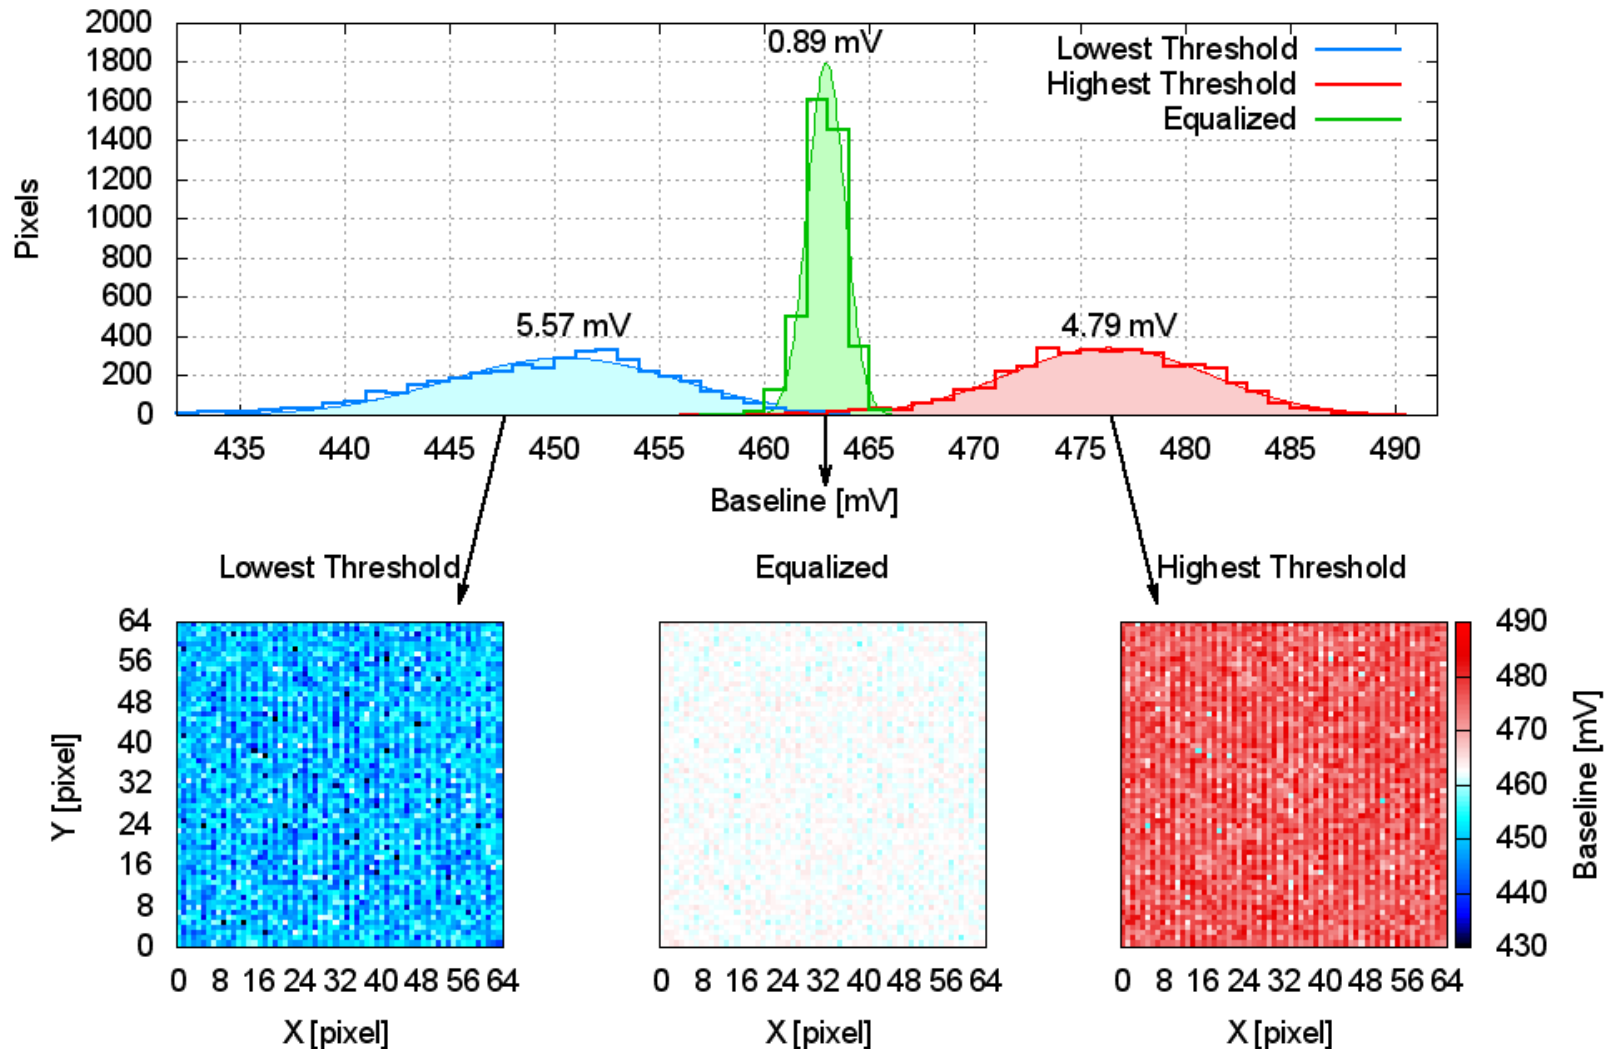 2000
1800
1600
1400
1200
1000
800
600
400
200
0
Pixels
0.89 mV
Lowest Threshold
Highest Threshold
Equalized
5.57 mV
4.79 mV
435 440 445 450 455 460 465 470 475 480 485 490
Baseline [mV]
Lowest Threshold
Equalized
Highest Threshold
64
56
48
40
32
24
16
8
0
Y [pixel]
0 8 16 24 32 40 48 56 64
X [pixel]
0 8 16 24 32 40 48 56 64
X [pixel]
0 8 16 24 32 40 48 56 64
X [pixel]
490
480
470
460
450
440
430
Baseline [mV]